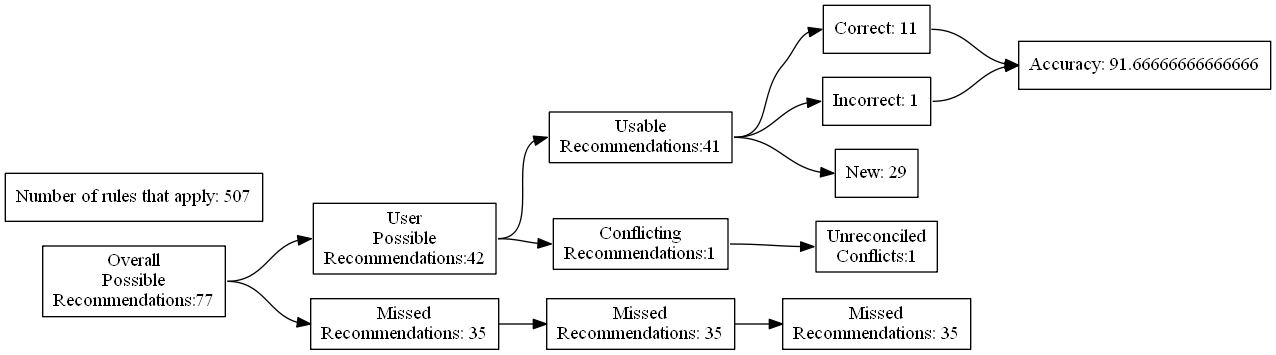 Number of rules that apply: 507
Overall
Possible
Recommendations:77
User
Possible
Recommendations:42
Missed
Recommendations: 35
Usable
Recommendations:41
Conflicting
Recommendations:1
Missed
Recommendations: 35
Correct: 11
Incorrect: 1
New: 29
Unreconciled
Conflicts:1
Missed
Recommendations: 35
Accuracy: 91.66666666666666